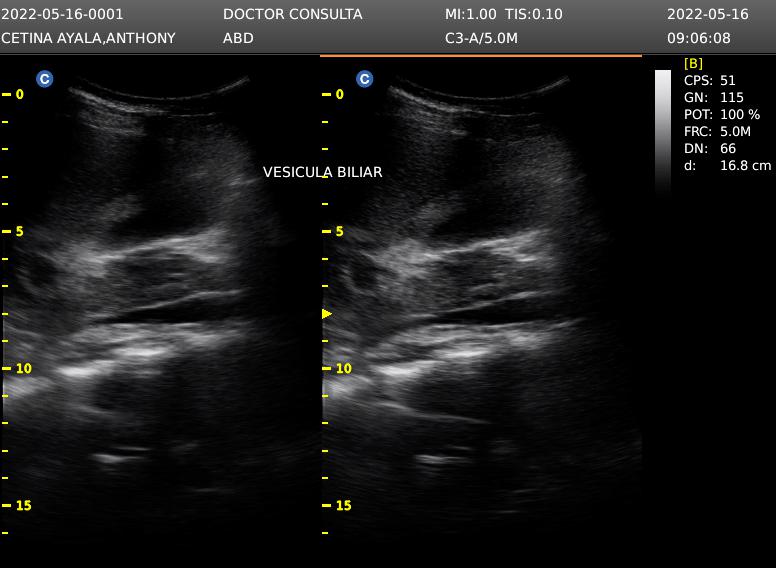 2022-05-16-0001 DOCTOR CONSULTA MI:1.00 TIS:0.10 2022-05-16
CETINA AYALA,ANTHONY ABD C3-A/5.0M 09:06:08
C C
[B]
CPS: 51
GN: 115
POT: 100 %
FRC: 5.0M
DN: 66
d: 16.8 cm
VESICULA BILIAR
0 0
5 5
10 10
15 15